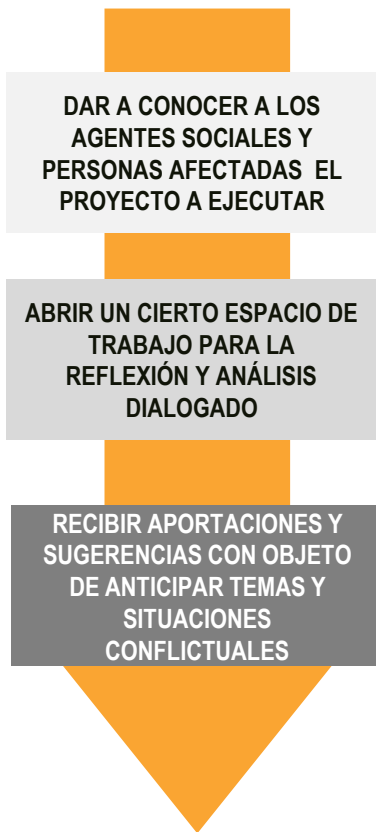 DAR A CONOCER A LOS
AGENTES SOCIALES Y
PERSONAS AFECTADAS EL
PROYECTO A EJECUTAR
ABRIR UN CIERTO ESPACIO DE
TRABAJO PARA LA
REFLEXIÓN Y ANÁLISIS
DIALOGADO
RECIBIR APORTACIONES Y
SUGERENCIAS CON OBJETO
DE ANTICIPAR TEMAS Y
SITUACIONES
CONFLICTUALES